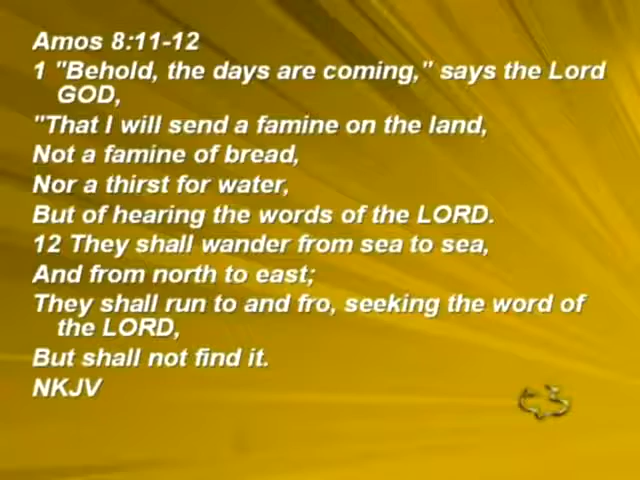 Amos 8:11-12
1 "Behold, the days are coming," says the Lord
GOD,
"That I will send a famine on the land,
Not a famine of bread,
Nor a thirst for water,
But of hearing the words of the LORD.
12 They shall wander from sea to sea,
And from north to east;
They shall run to and fro, seeking the word of
the LORD,
But shall not find it.
NKJV